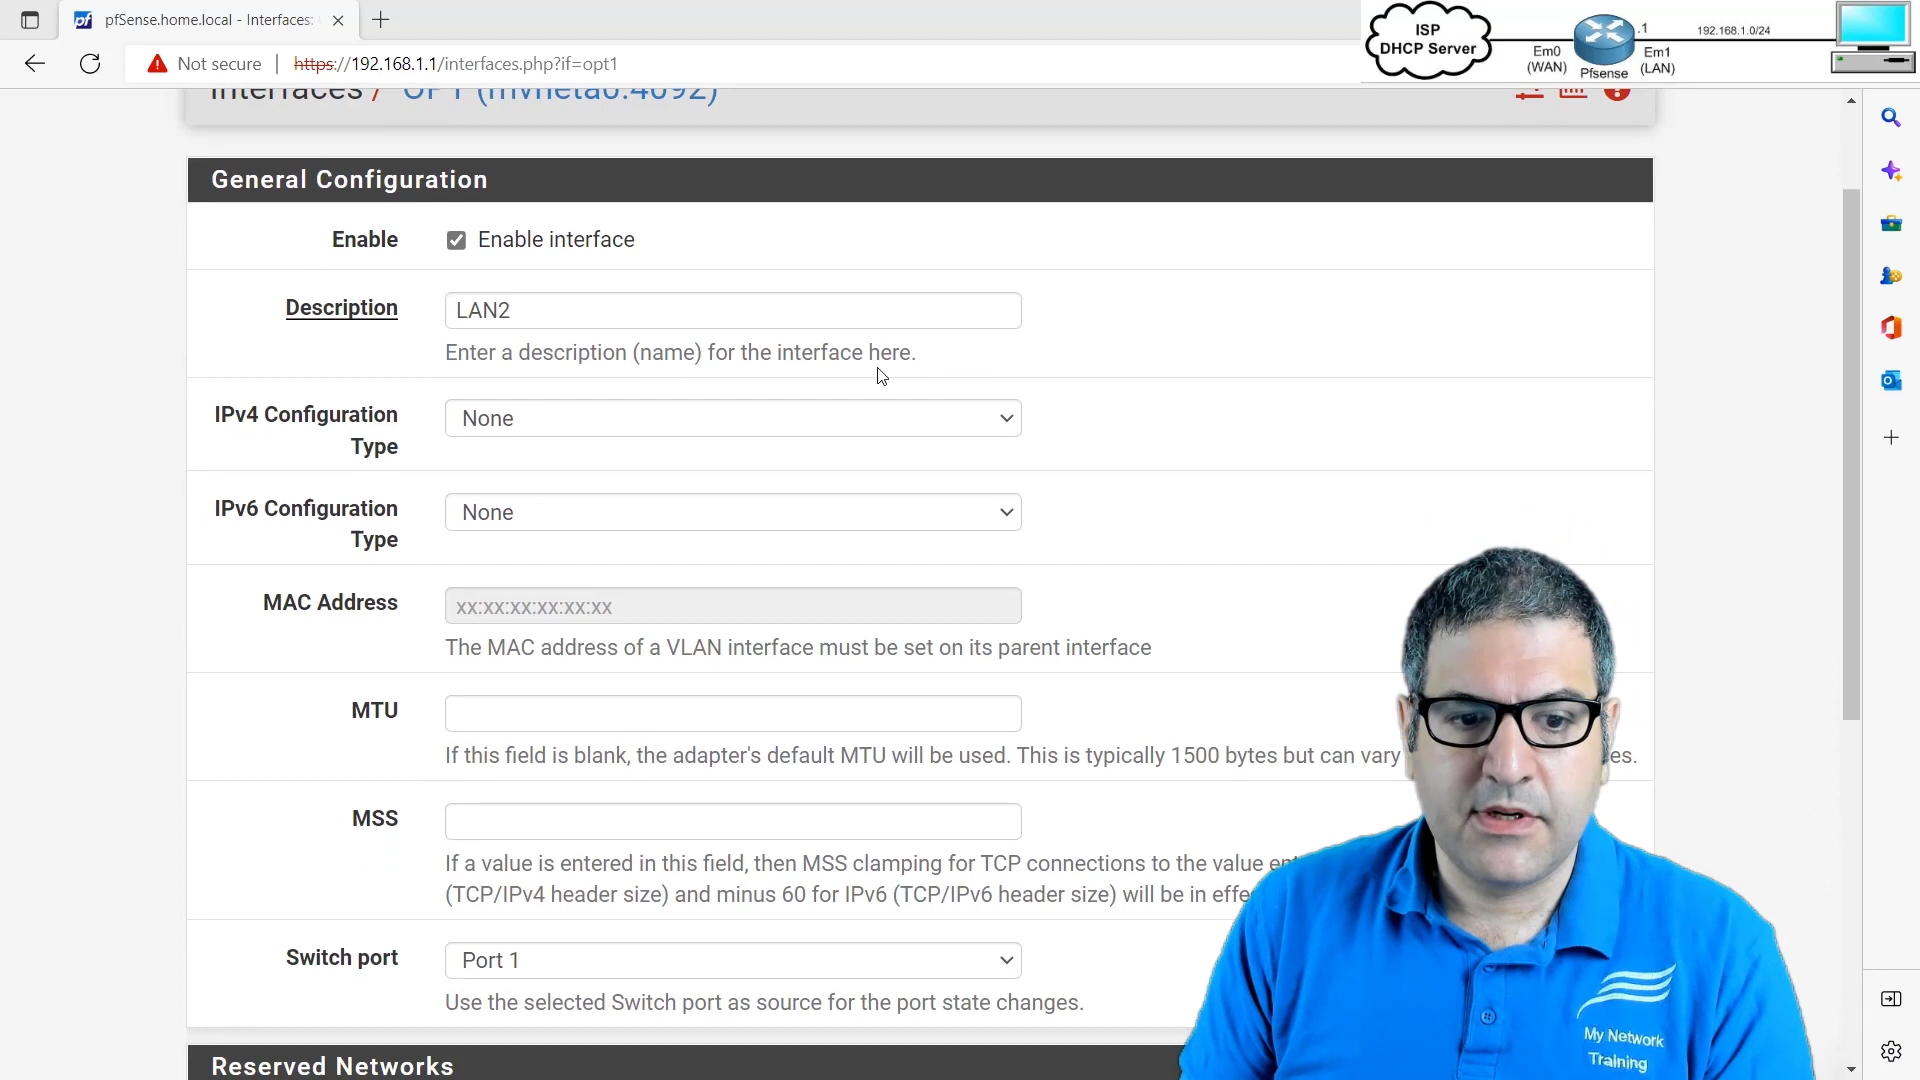 pfSense.home.local - Interfaces:
Not secure
https://192.168.1.1/interfaces.php?if=opt1
ISP
DHCP Server
Em0
(WAN)
Pfsense
.1
Em1
(LAN)
192.168.1.0/24
Interfaces / OPT (mvneta0.4092)
General Configuration
Enable
Enable interface
Description
LAN2
Enter a description (name) for the interface here.
IPv4 Configuration
Type
None
IPv6 Configuration
Type
None
MAC Address
xx:xx:xx:xx:xx:xx
The MAC address of a VLAN interface must be set on its parent interface
MTU
If this field is blank, the adapter's default MTU will be used. This is typically 1500 bytes but can vary
es.
MSS
If a value is entered in this field, then MSS clamping for TCP connections to the value
(TCP/IPv4 header size) and minus 60 for IPv6 (TCP/IPv6 header size) will be in
Switch port
Port 1
Use the selected Switch port as source for the port state changes.
Reserved Networks
My Network
Training